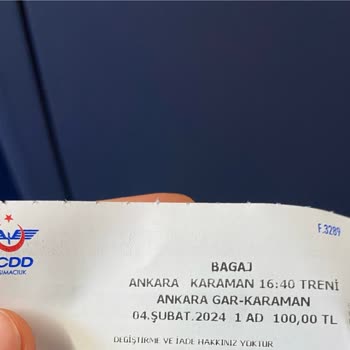 F.3289
CDD
BAGAJ
ANKARA KARAMAN 16:40 TRENİ
ANKARA GAR-KARAMAN
04.ŞUBAT.2024 1 AD 100,00 TL
DEĞİŞTİRME VE İADE HAKKINIZ YOKTUR